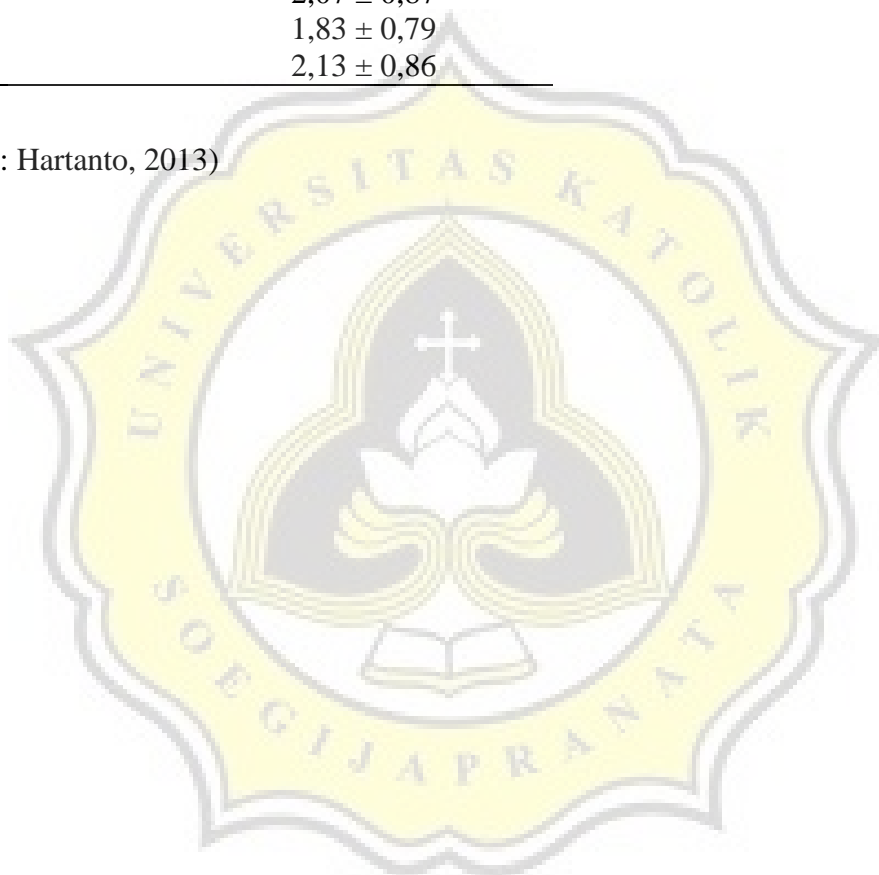 1,83 ± 0,79
2,13 ± 0,86
: Hartanto, 2013)
UNIVERSITAS KATOLIK
SOEGIJAPRANATA